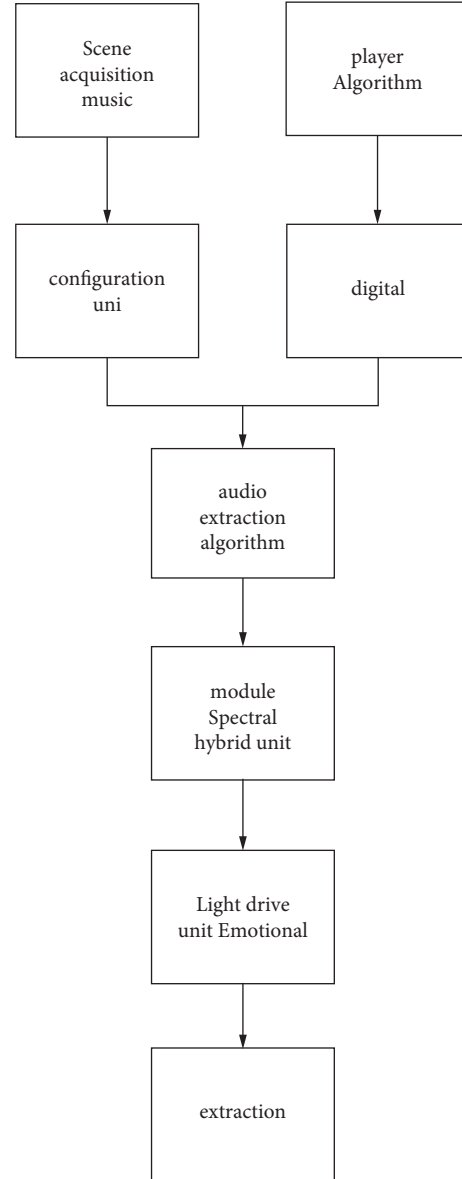 Scene
acquisition
music
player
Algorithm
configuration
uni
digital
audio
extraction
algorithm
module
Spectral
hybrid unit
Light drive
unit Emotional
extraction